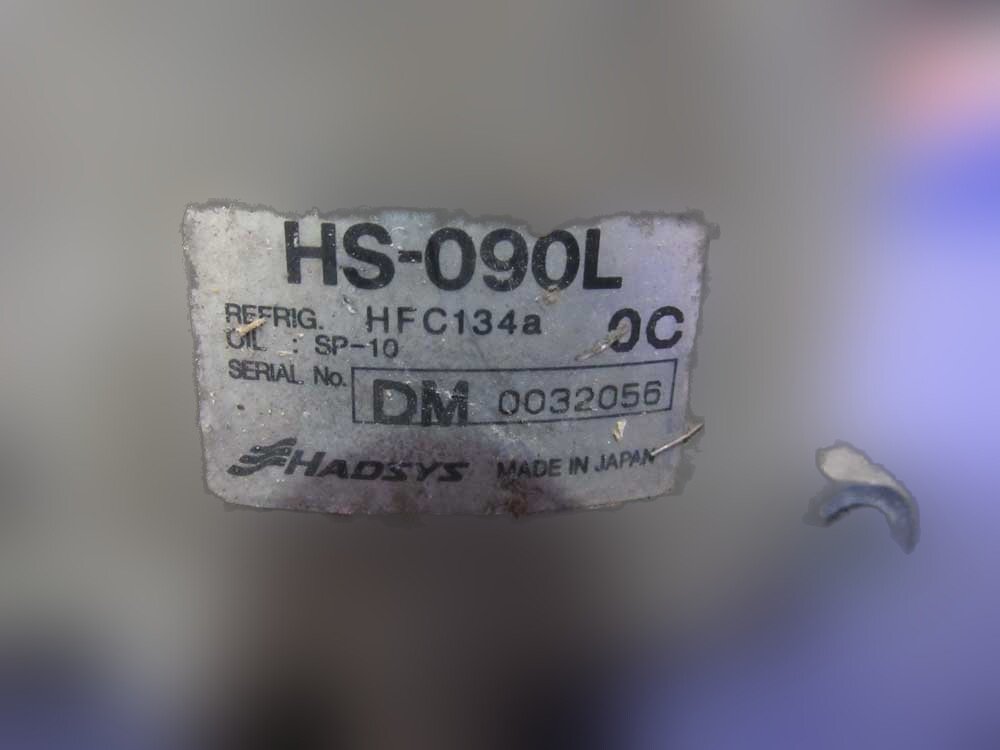 HS-090L
REFRIG. HFC134a 0C
OIL : SP-10
SERIAL No. DM 0032056
HADSYS MADE IN JAPAN